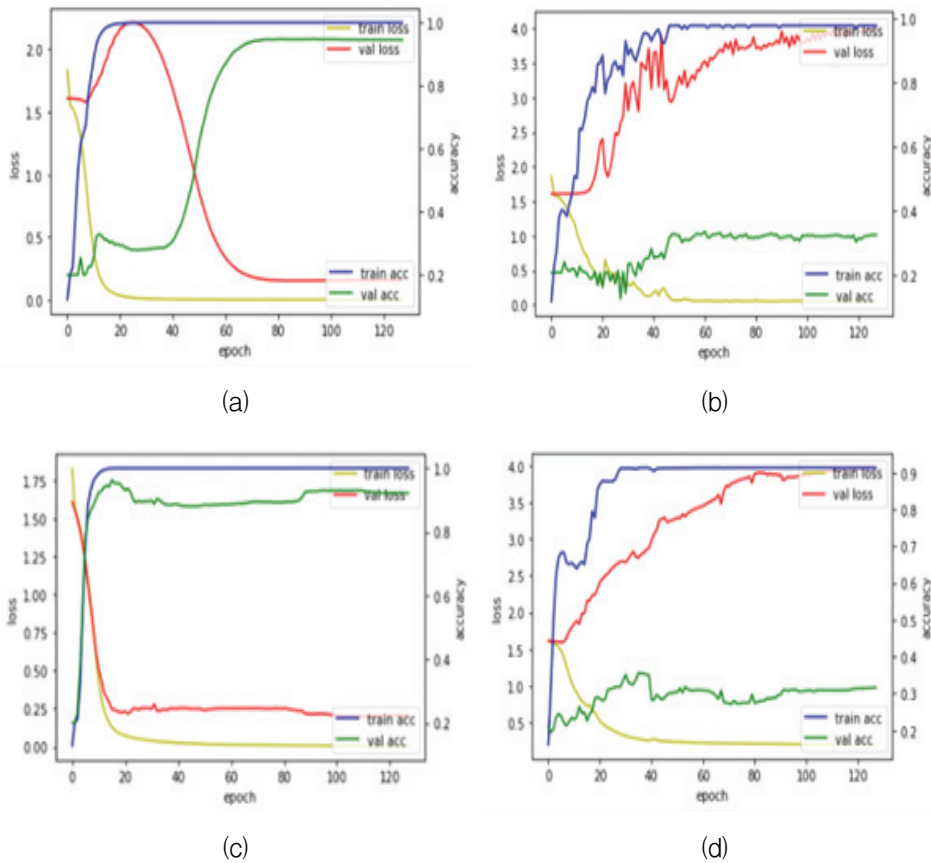 train loss
val loss
train acc
val acc
loss
accuracy
epoch
0.0
0.5
1.0
1.5
2.0
0.2
0.4
0.6
0.8
1.0
0 20 40 60 80 100 120
(a)
train loss
val loss
train acc
val acc
loss
accuracy
epoch
0.0
0.5
1.0
1.5
2.0
2.5
3.0
3.5
4.0
0.2
0.4
0.6
0.8
1.0
0 20 40 60 80 100 120
(b)
train loss
val loss
train acc
val acc
loss
accuracy
epoch
0.00
0.25
0.50
0.75
1.00
1.25
1.50
1.75
0.2
0.4
0.6
0.8
1.0
0 20 40 60 80 100 120
(c)
train loss
val loss
train acc
val acc
loss
accuracy
epoch
0.5
1.0
1.5
2.0
2.5
3.0
3.5
4.0
0.2
0.3
0.4
0.5
0.6
0.7
0.8
0.9
0 20 40 60 80 100 120
(d)